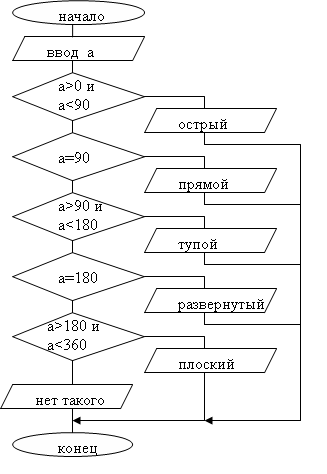 начало
ввод a
a>0 и
a<90
острый
a=90
прямой
a>90 и
a<180
тупой
a=180
развернутый
a>180 и
a<360
плоский
нет такого
конец